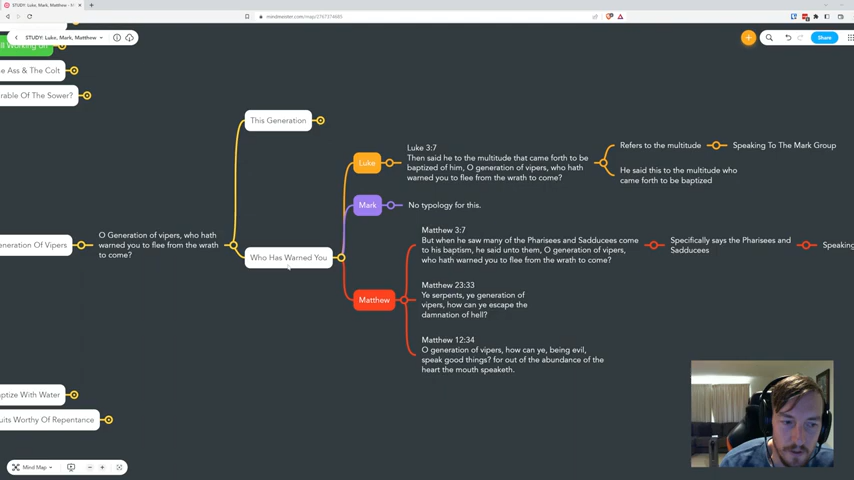 STUDY: Luke, Mark, Matthew - M
mindmeister.com/map/2767374685
STUDY: Luke, Mark, Matthew
Share
a Working on
e Ass & The Colt
rable Of The Sower?
eneration Of Vipers
O Generation of vipers, who hath
warned you to flee from the wrath
to come?
This Generation
Who Has Warned You
Luke
Luke 3:7
Then said he to the multitude that came forth to be
baptized of him, O generation of vipers, who hath
warned you to flee from the wrath to come?
Refers to the multitude
Speaking To The Mark Group
He said this to the multitude who
came forth to be baptized
Mark
No typology for this.
Matthew
Matthew 3:7
But when he saw many of the Pharisees and Sadducees come
to his baptism, he said unto them, O generation of vipers,
who hath warned you to flee from the wrath to come?
Specifically says the Pharisees and
Sadducees
Speaking
Matthew 23:33
Ye serpents, ye generation of
vipers, how can ye escape the
damnation of hell?
Matthew 12:34
O generation of vipers, how can ye, being evil,
speak good things? for out of the abundance of the
heart the mouth speaketh.
ptize With Water
uits Worthy Of Repentance
Mind Map